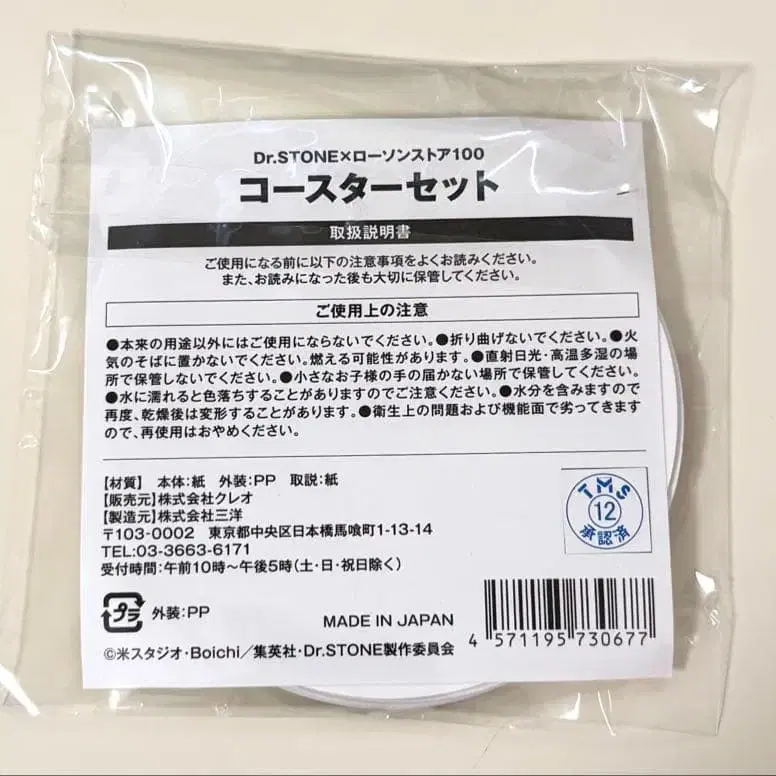 Dr.STONE×ローソンストア100
コースターセット
取扱説明書
ご使用になる前に以下の注意事項をよくお読みください。
また、お読みになった後も大切に保管してください。
ご使用上の注意
●本来の用途以外にはご使用にならないでください。●折り曲げないでください。●火
気のそばに置かないでください。燃える可能性があります。●直射日光・高温多湿の場
所で保管しないでください。●小さなお子様の手の届かない場所で保管してください。
●水に濡れると色落ちすることがありますのでご注意ください。●水分を含みますので
再度、乾燥後は変形することがあります。●衛生上の問題および機能面で劣ってきますの
で、再使用はおやめください。
【材質】 本体:紙 外装:PP 取説:紙
【販売元】株式会社クレオ
【製造元】株式会社三洋
〒103-0002 東京都中央区日本橋馬喰町1-13-14
TEL:03-3663-6171
受付時間:午前10時～午後5時(土・日・祝日除く)
TMS
12
承認済
プラ 外装:PP
MADE IN JAPAN
4 571195 730677
©米スタジオ・Boichi／集英社・Dr.STONE製作委員会